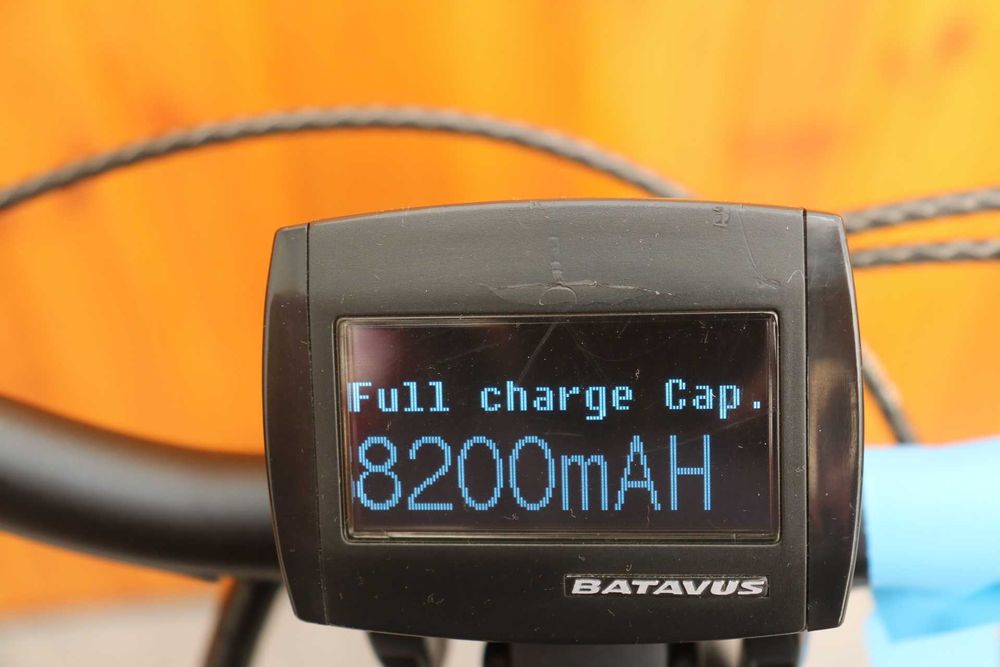 Full charge Cap.
8200mAH
BATAVUS